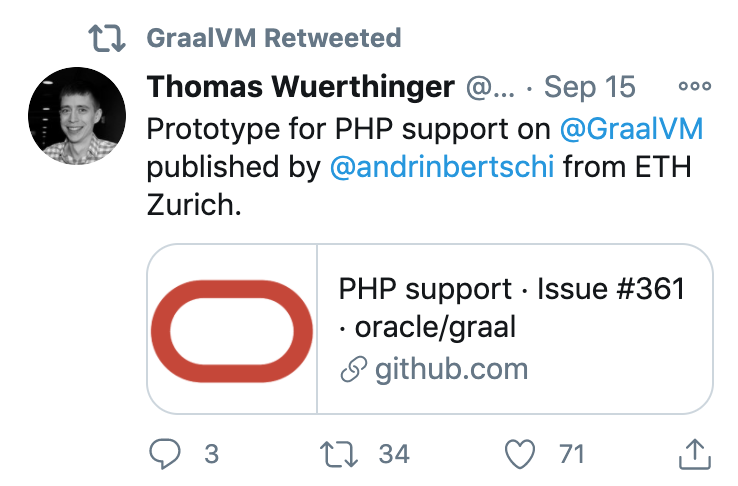 GraalVM Retweeted
Thomas Wuerthinger @... · Sep 15
Prototype for PHP support on @GraalVM
published by @andrinbertschi from ETH
Zurich.
PHP support · Issue #361
· oracle/graal
github.com
3 34 71